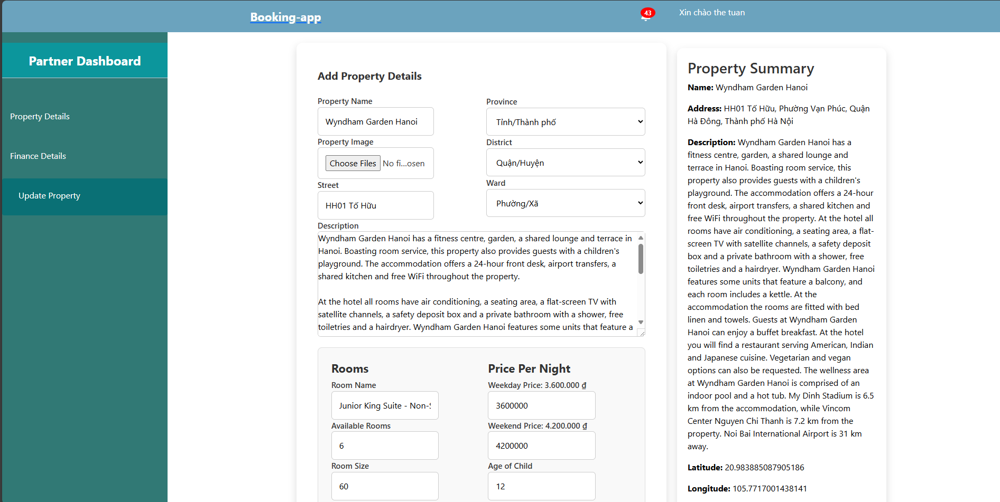 Booking-app
43
Xin chào the tuan
Partner Dashboard
Property Details
Finance Details
Update Property
Add Property Details
Property Name
Wyndham Garden Hanoi
Property Image
Choose Files No fi...osen
Street
HH01 Tố Hữu
Province
Tỉnh/Thành phố
District
Quận/Huyện
Ward
Phường/Xã
Description
Wyndham Garden Hanoi has a fitness centre, garden, a shared lounge and terrace in
Hanoi. Boasting room service, this property also provides guests with a children's
playground. The accommodation offers a 24-hour front desk, airport transfers, a
shared kitchen and free WiFi throughout the property.
At the hotel all rooms have air conditioning, a seating area, a flat-screen TV with
satellite channels, a safety deposit box and a private bathroom with a shower, free
toiletries and a hairdryer. Wyndham Garden Hanoi features some units that feature a
Rooms
Room Name
Junior King Suite - Non-
Available Rooms
6
Room Size
60
Price Per Night
Weekday Price: 3.600.000 ₫
3600000
Weekend Price: 4.200.000 ₫
4200000
Age of Child
12
Property Summary
Name: Wyndham Garden Hanoi
Address: HH01 Tố Hữu, Phường Vạn Phúc, Quận
Hà Đông, Thành phố Hà Nội
Description: Wyndham Garden Hanoi has a
fitness centre, garden, a shared lounge and
terrace in Hanoi. Boasting room service, this
property also provides guests with a children's
playground. The accommodation offers a 24-hour
front desk, airport transfers, a shared kitchen and
free WiFi throughout the property. At the hotel all
rooms have air conditioning, a seating area, a flat-
screen TV with satellite channels, a safety deposit
box and a private bathroom with a shower, free
toiletries and a hairdryer. Wyndham Garden Hanoi
features some units that feature a balcony, and
each room includes a kettle. At the
accommodation the rooms are fitted with bed
linen and towels. Guests at Wyndham Garden
Hanoi can enjoy a buffet breakfast. At the hotel
you will find a restaurant serving American, Indian
and Japanese cuisine. Vegetarian and vegan
options can also be requested. The wellness area
at Wyndham Garden Hanoi is comprised of an
indoor pool and a hot tub. My Dinh Stadium is 6.5
km from the accommodation, while Vincom
Center Nguyen Chi Thanh is 7.2 km from the
property. Noi Bai International Airport is 31 km
away.
Latitude: 20.983885087905186
Longitude: 105.7717001438141